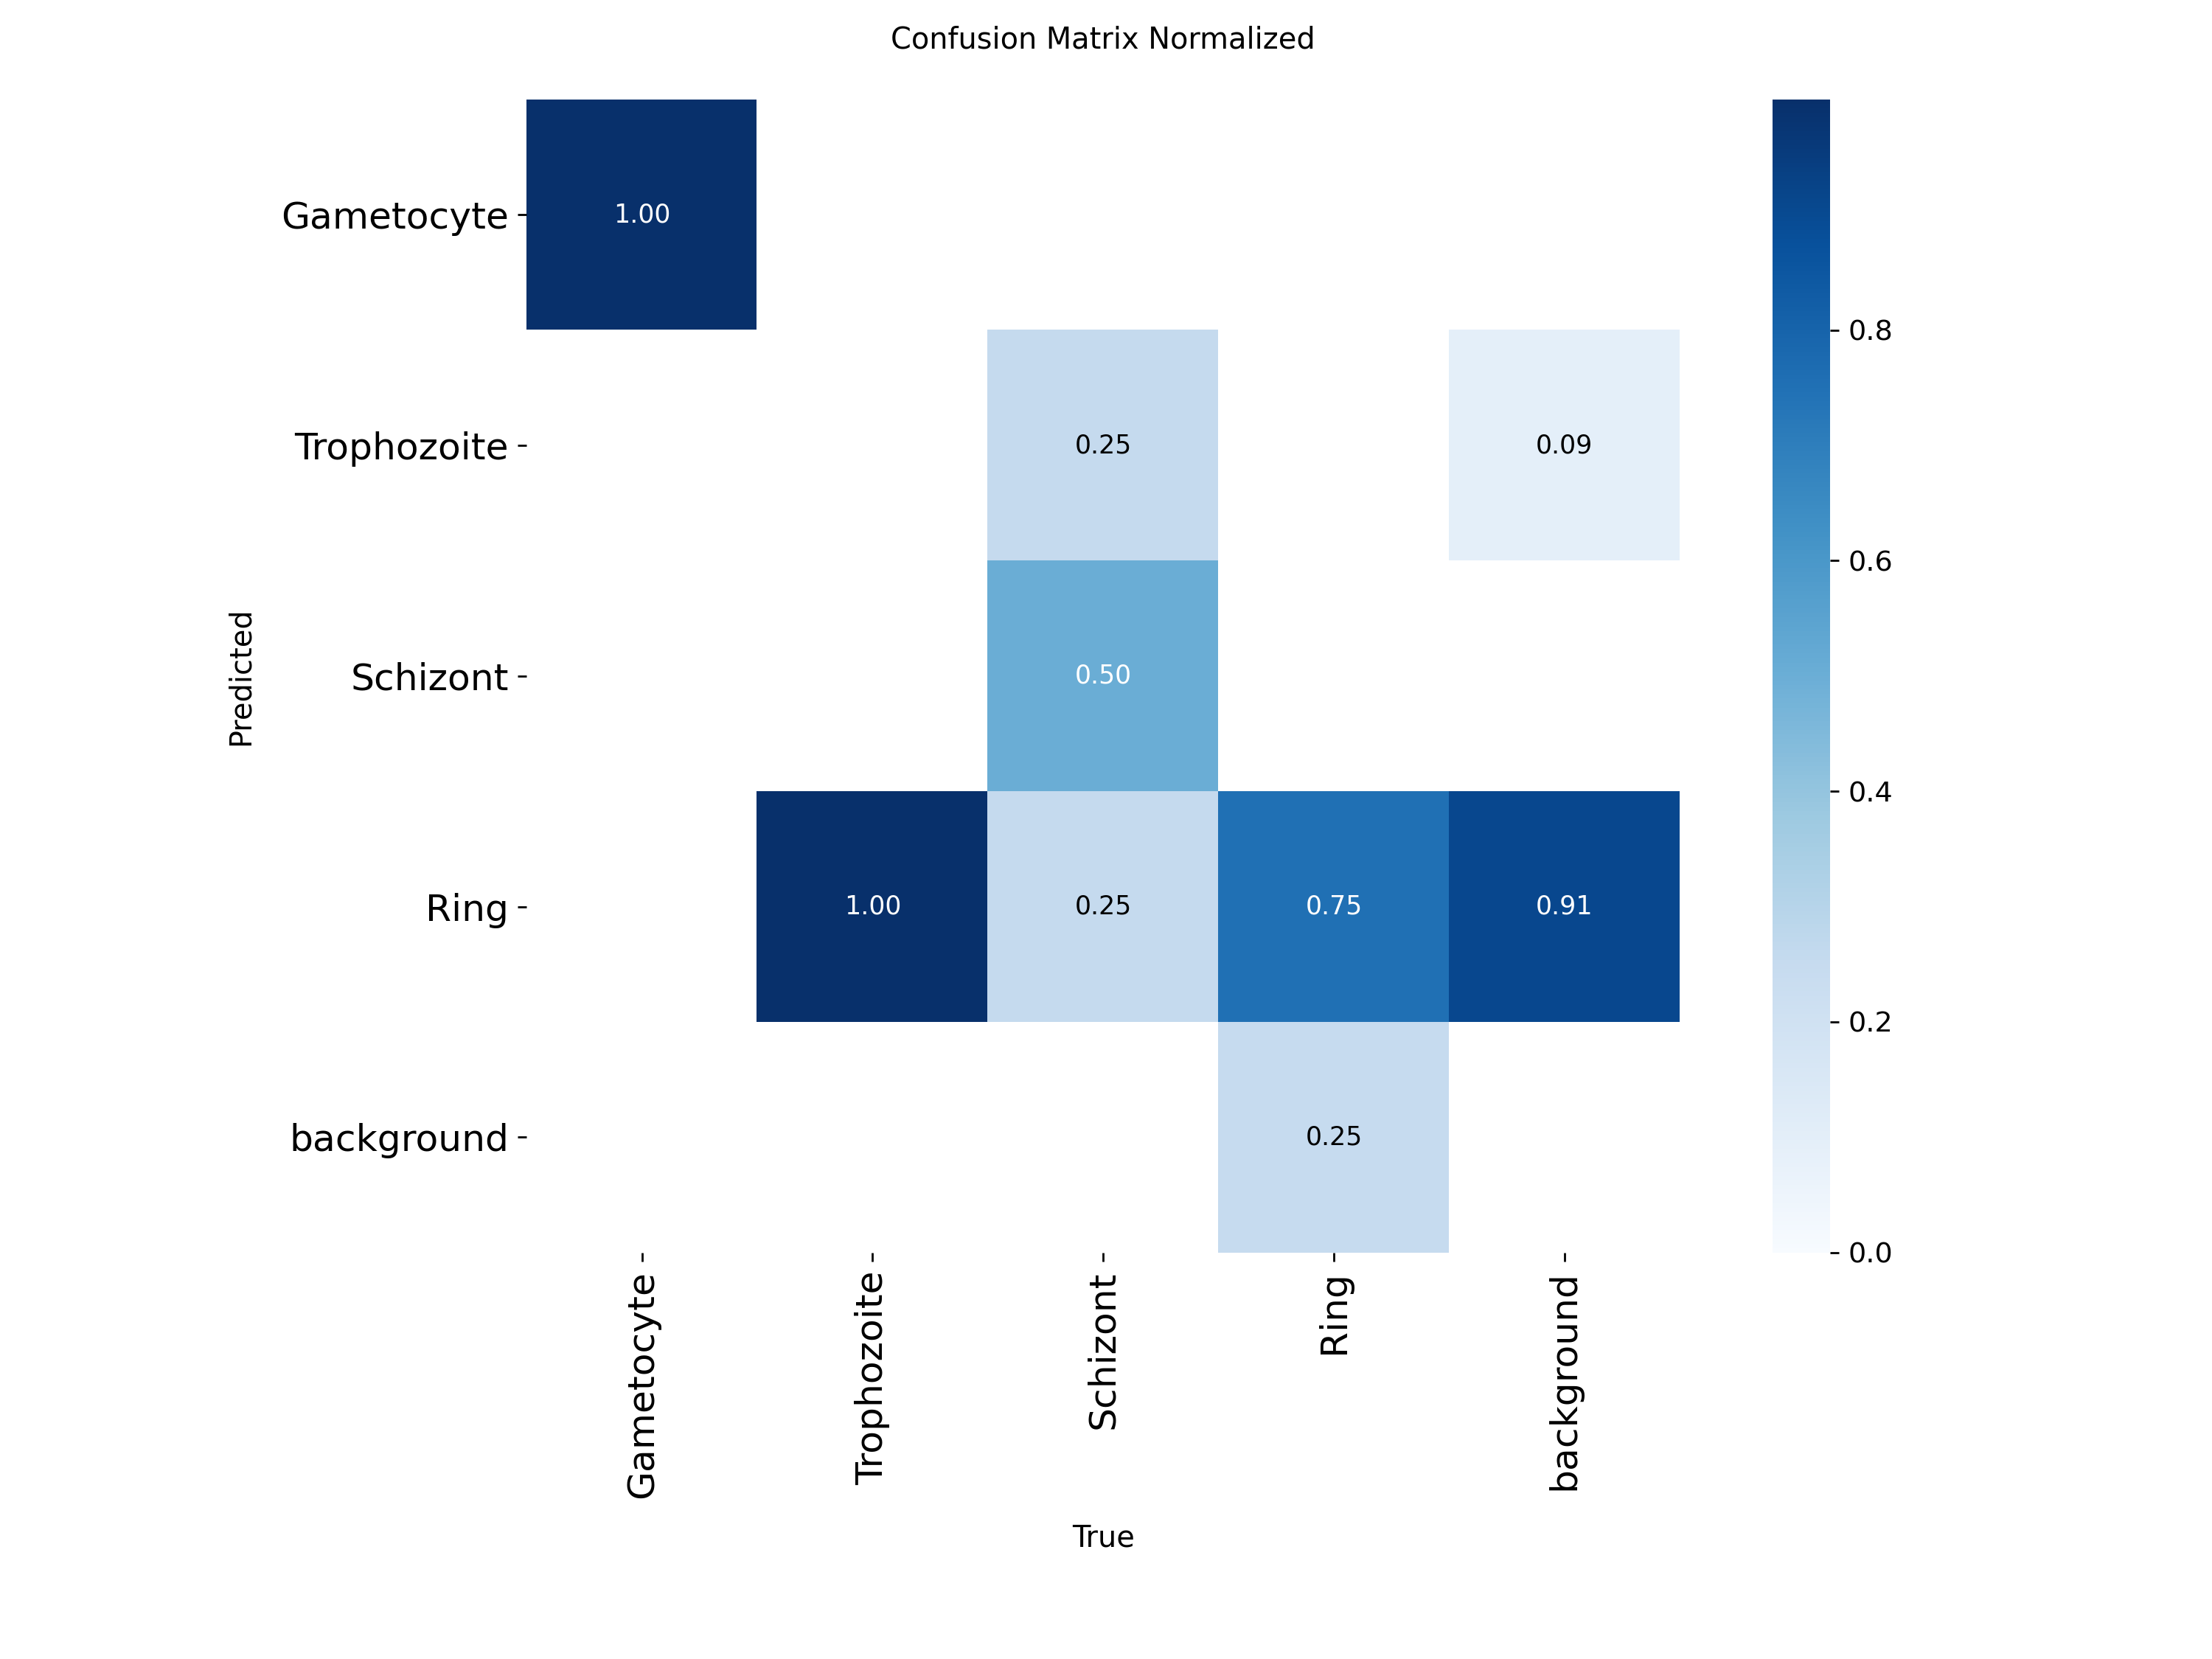 Confusion Matrix Normalized
Gametocyte
1.00
Trophozoite
0.25
0.09
Schizont
0.50
Ring
1.00
0.25
0.75
0.91
background
0.25
Predicted
Gametocyte
Trophozoite
Schizont
Ring
background
True
0.8
0.6
0.4
0.2
0.0